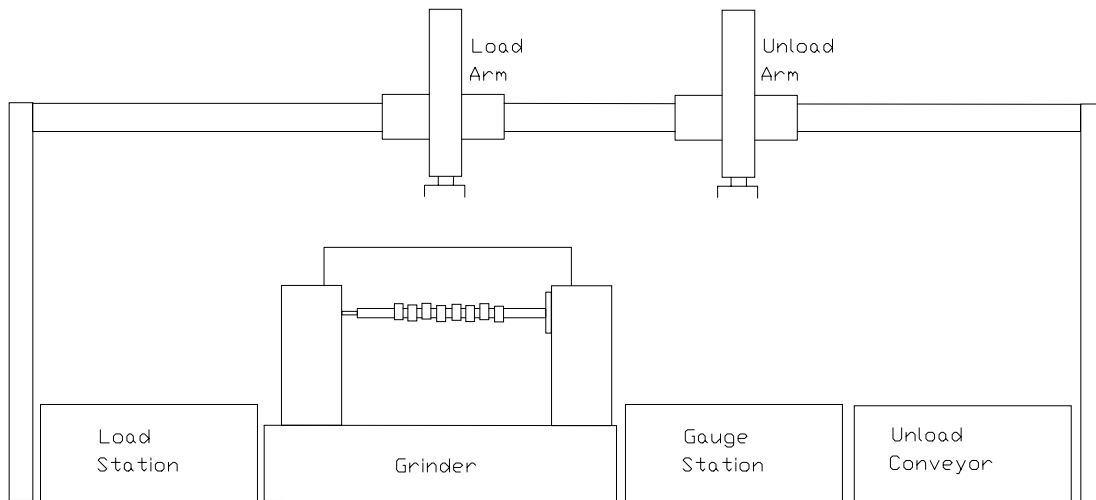 Load
Arm
Unload
Arm
Load
Station
Grinder
Gauge
Station
Unload
Conveyor